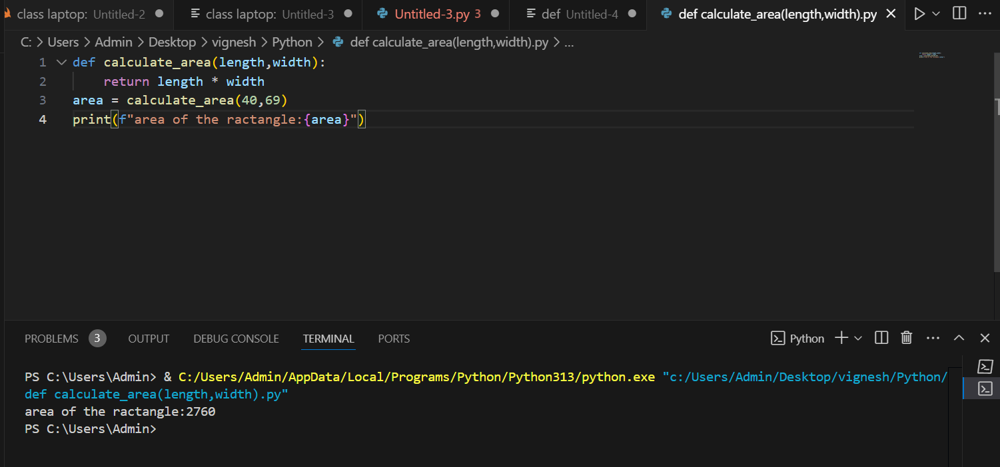 class laptop: Untitled-2
class laptop: Untitled-3
Untitled-3.py 3
def Untitled-4
def calculate_area(length,width).py
C: > Users > Admin > Desktop > vignesh > Python > def calculate_area(length,width).py > ...
1 def calculate_area(length,width):
2 return length * width
3 area = calculate_area(40,69)
4 print(f"area of the ractangle:{area}")
PROBLEMS 3 OUTPUT DEBUG CONSOLE TERMINAL PORTS
Python
PS C:\Users\Admin> & C:/Users/Admin/AppData/Local/Programs/Python/Python313/python.exe "c:/Users/Admin/Desktop/vignesh/Python/
def calculate_area(length,width).py"
area of the ractangle:2760
PS C:\Users\Admin>